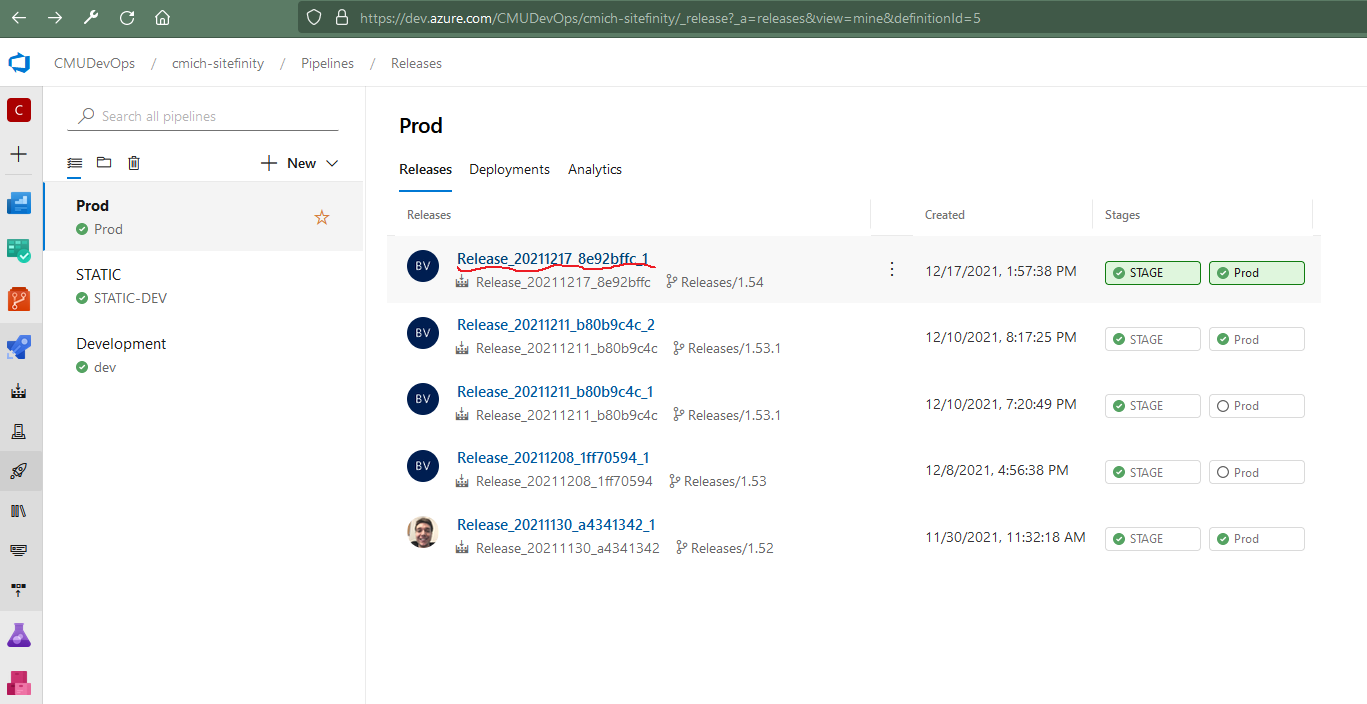 https://dev.azure.com/CMUDevOps/cmich-sitefinity/_release?_a=releases&view=mine&definitionId=5
CMUDevOps / cmich-sitefinity / Pipelines / Releases
C
Search all pipelines
New
Prod
Prod
STATIC
STATIC-DEV
Development
dev
Prod
Releases Deployments Analytics
Releases Created Stages
BV Release_20211217_8e92bffc_1 12/17/2021, 1:57:38 PM STAGE Prod
Release_20211217_8e92bffc Releases/1.54
BV Release_20211211_b80b9c4c_2 12/10/2021, 8:17:25 PM STAGE Prod
Release_20211211_b80b9c4c Releases/1.53.1
BV Release_20211211_b80b9c4c_1 12/10/2021, 7:20:49 PM STAGE Prod
Release_20211211_b80b9c4c Releases/1.53.1
BV Release_20211208_1ff70594_1 12/8/2021, 4:56:38 PM STAGE Prod
Release_20211208_1ff70594 Releases/1.53
Release_20211130_a4341342_1 11/30/2021, 11:32:18 AM STAGE Prod
Release_20211130_a4341342 Releases/1.52